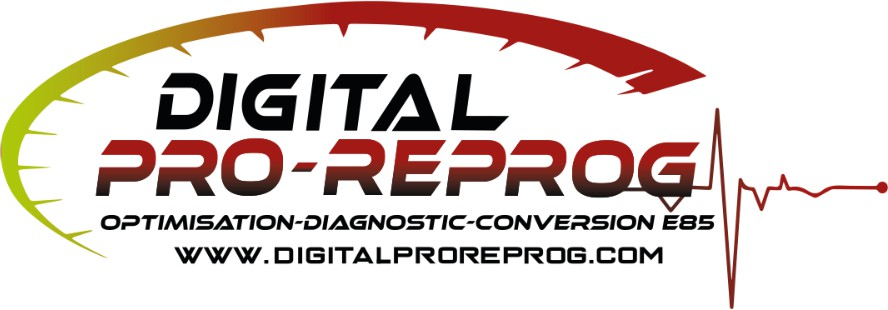 DIGITAL
PRO-REPROG
OPTIMISATION-DIAGNOSTIC-CONVERSION E85
WWW.DIGITALPROREPROG.COM